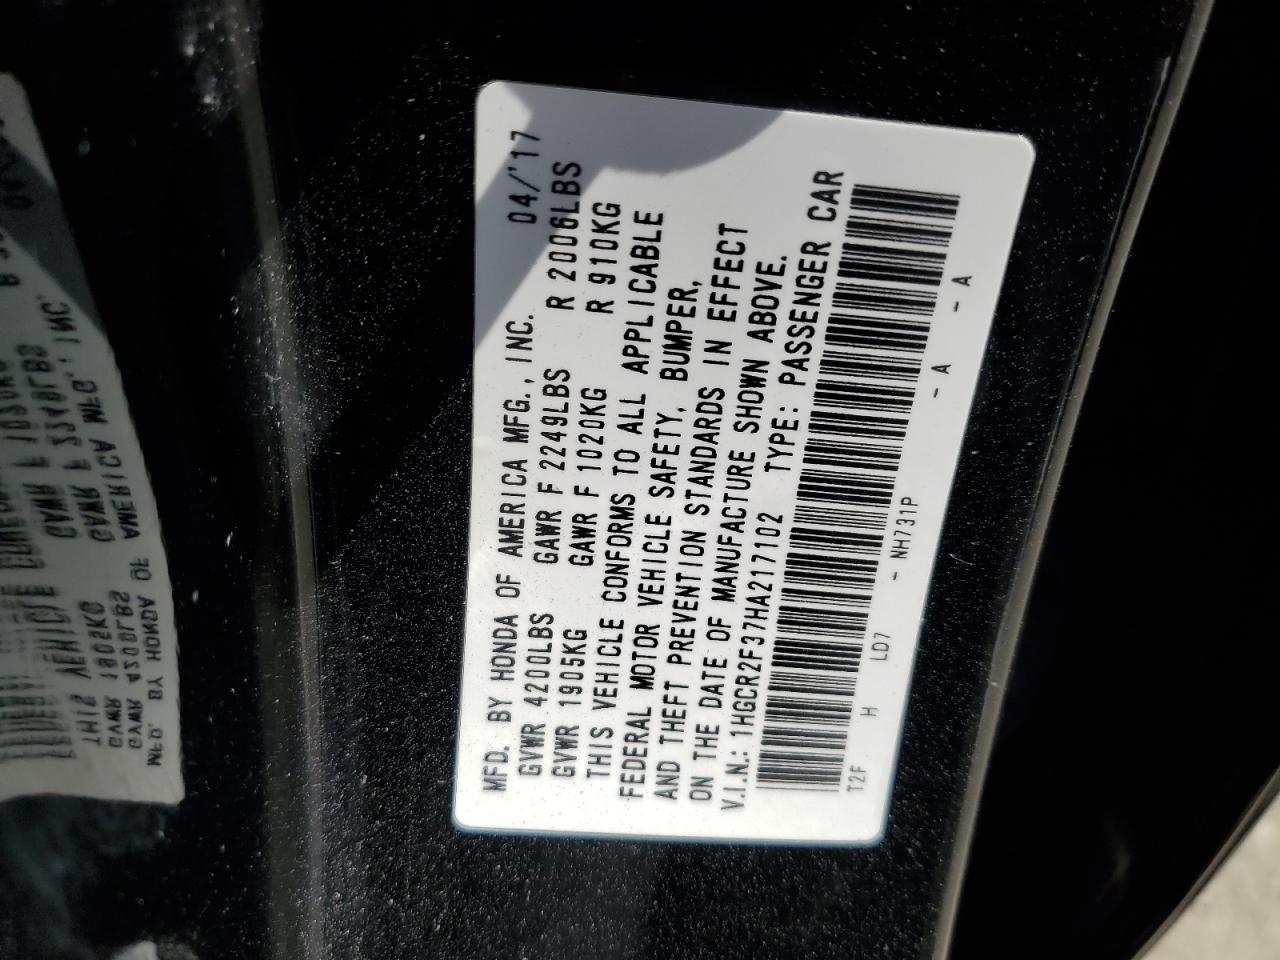 MFD. BY HONDA OF AMERICA MFG., INC. 04/'17
GVWR 4200LBS GAWR F 2249LBS R 2006LBS
GVWR 1905KG GAWR F 1020KG R 910KG
THIS VEHICLE CONFORMS TO ALL APPLICABLE
FEDERAL MOTOR VEHICLE SAFETY, BUMPER,
AND THEFT PREVENTION STANDARDS IN EFFECT
ON THE DATE OF MANUFACTURE SHOWN ABOVE.
V.I.N.: 1HGCR2F37HA217102 TYPE: PASSENGER CAR
T2F H LD7 - NH731P - A - A